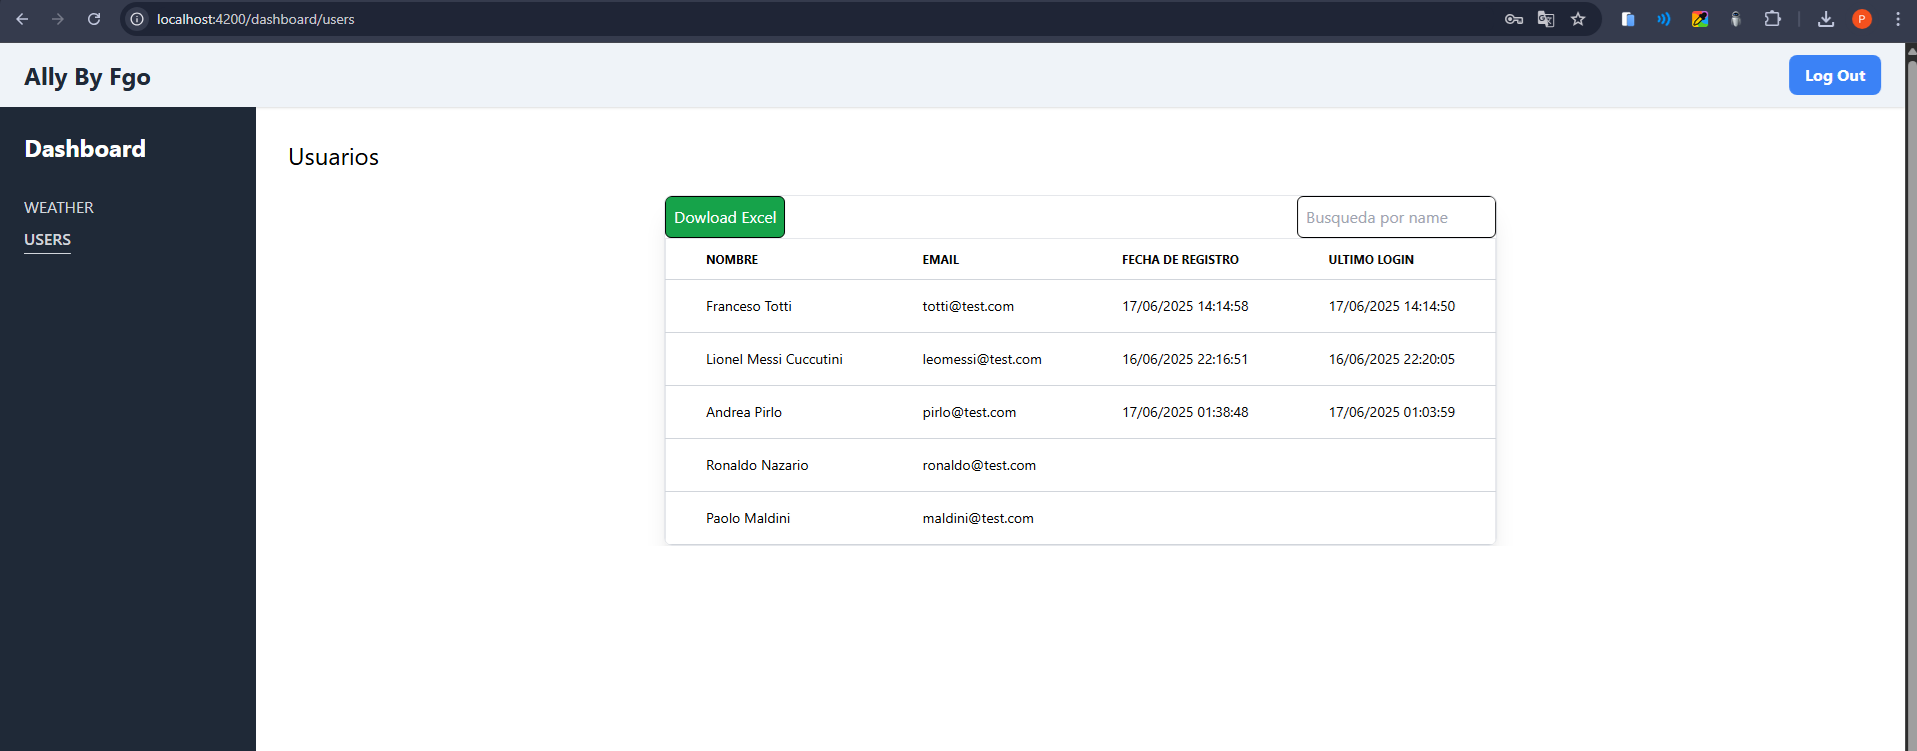 localhost:4200/dashboard/users
P
Ally By Fgo
Log Out
Dashboard
WEATHER
USERS
Usuarios
Dowload Excel
Busqueda por name
NOMBRE EMAIL FECHA DE REGISTRO ULTIMO LOGIN
Franceso Totti totti@test.com 17/06/2025 14:14:58 17/06/2025 14:14:50
Lionel Messi Cuccutini leomessi@test.com 16/06/2025 22:16:51 16/06/2025 22:20:05
Andrea Pirlo pirlo@test.com 17/06/2025 01:38:48 17/06/2025 01:03:59
Ronaldo Nazario ronaldo@test.com
Paolo Maldini maldini@test.com